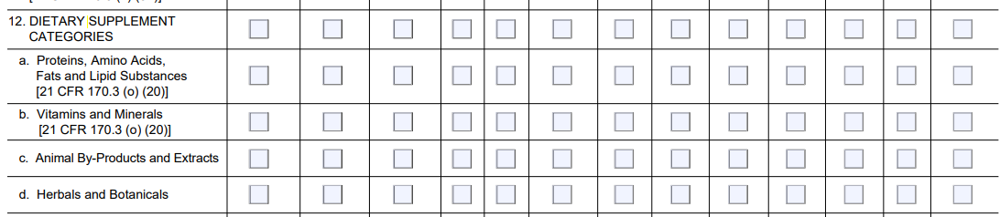 12. DIETARY SUPPLEMENT
CATEGORIES
a. Proteins, Amino Acids,
Fats and Lipid Substances
[21 CFR 170.3 (o) (20)]
b. Vitamins and Minerals
[21 CFR 170.3 (o) (20)]
c. Animal By-Products and Extracts
d. Herbals and Botanicals